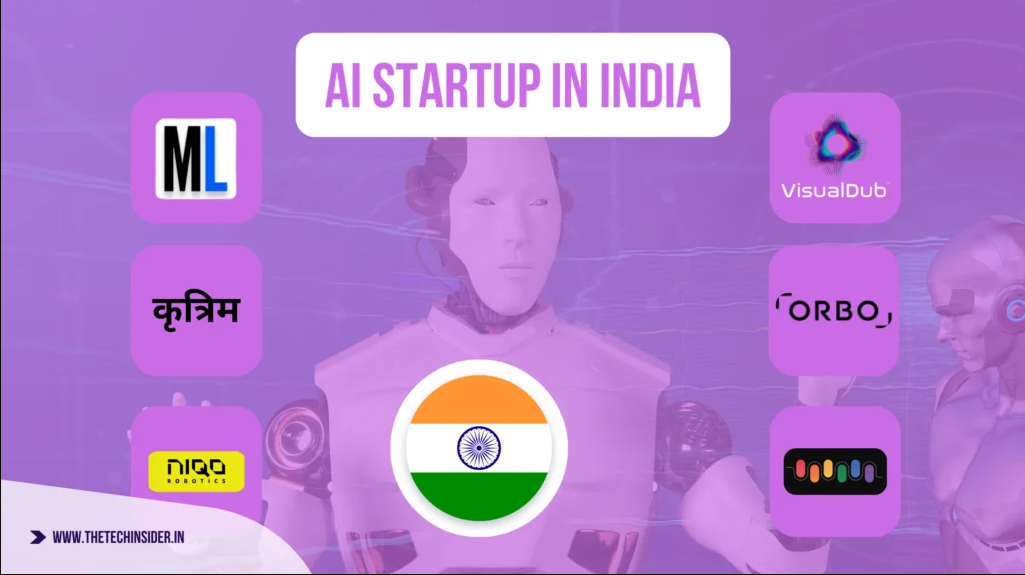 AI STARTUP IN INDIA
ML
VisualDub
कृत्रिम
ORBO
NIQO
ROBOTICS
WWW.THETECHINSIDER.IN